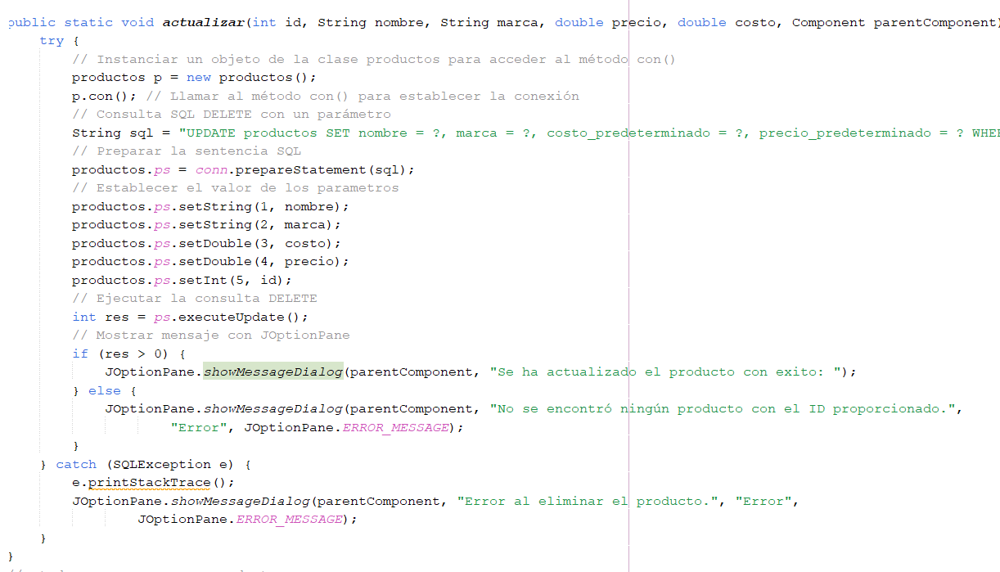 public static void actualizar(int id, String nombre, String marca, double precio, double costo, Component parentComponent)
try {
// Instanciar un objeto de la clase productos para acceder al método con()
productos p = new productos();
p.con(); // Llamar al método con() para establecer la conexión
// Consulta SQL DELETE con un parámetro
String sql = "UPDATE productos SET nombre = ?, marca = ?, costo_predeterminado = ?, precio_predeterminado = ?
// Preparar la sentencia SQL
productos.ps = conn.prepareStatement(sql);
// Establecer el valor de los parametros
productos.ps.setString(1, nombre);
productos.ps.setString(2, marca);
productos.ps.setDouble(3, costo);
productos.ps.setDouble(4, precio);
productos.ps.setInt(5, id);
// Ejecutar la consulta DELETE
int res = ps.executeUpdate();
// Mostrar mensaje con JOptionPane
if (res > 0) {
JOptionPane.showMessageDialog(parentComponent, "Se ha actualizado el producto con exito: ");
} else {
JOptionPane.showMessageDialog(parentComponent, "No se encontró ningún producto con el ID proporcionado.",
"Error", JOptionPane.ERROR_MESSAGE);
}
} catch (SQLException e) {
e.printStackTrace();
JOptionPane.showMessageDialog(parentComponent, "Error al eliminar el producto.", "Error",
JOptionPane.ERROR_MESSAGE);
}
}